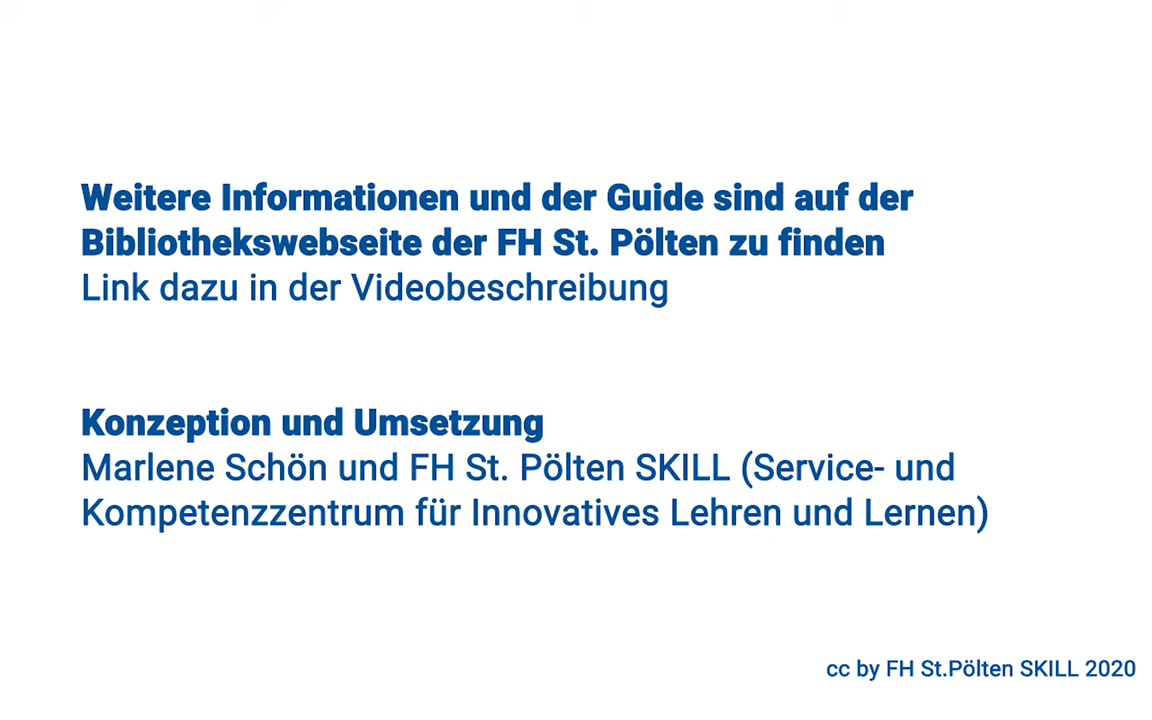 Weitere Informationen und der Guide sind auf der
Bibliothekswebseite der FH St. Pölten zu finden
Link dazu in der Videobeschreibung
Konzeption und Umsetzung
Marlene Schön und FH St. Pölten SKILL (Service- und
Kompetenzzentrum für Innovatives Lehren und Lernen)
cc by FH St.Pölten SKILL 2020